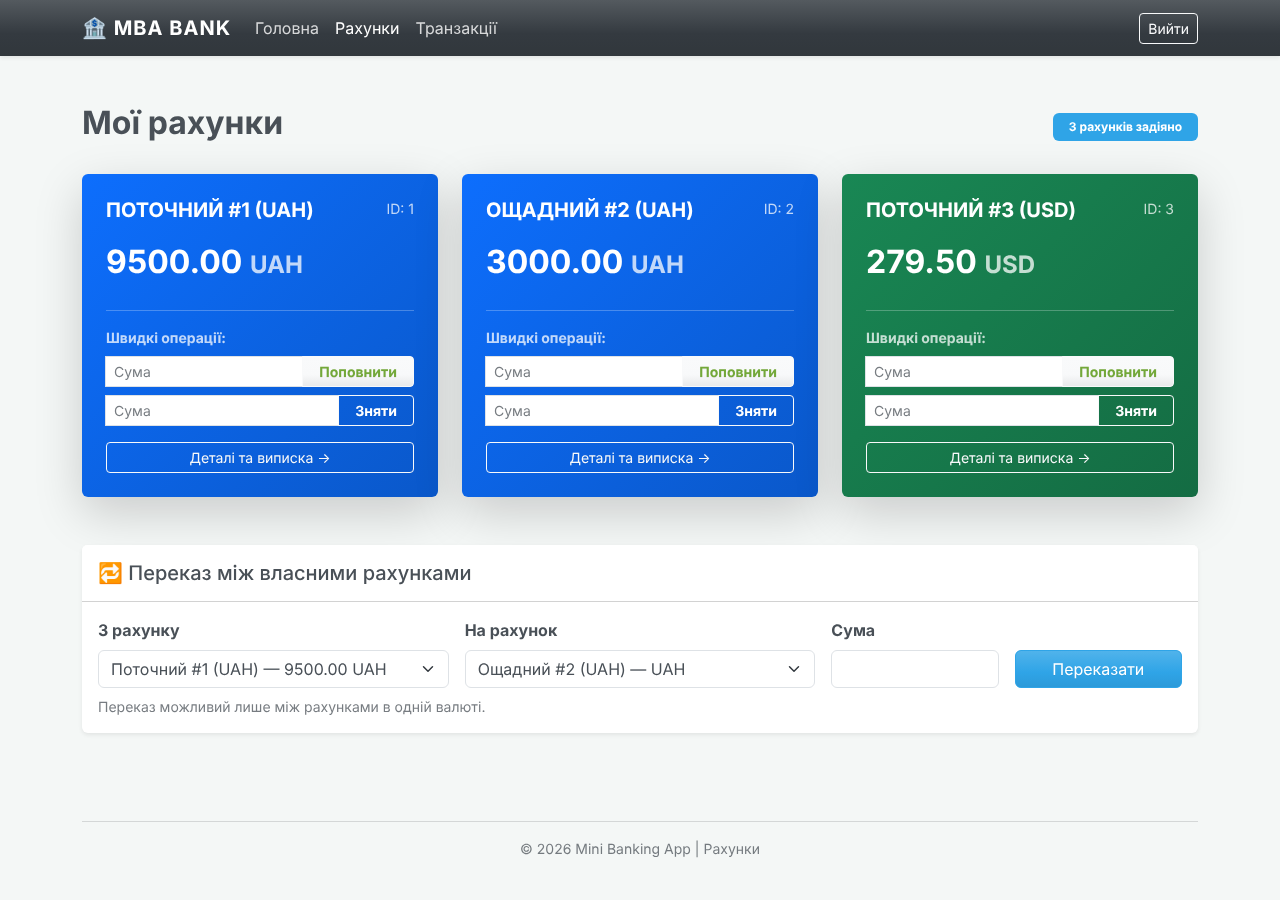 🏦 MBA BANK Головна Рахунки Транзакції Вийти
Мої рахунки
3 рахунків задіяно
ПОТОЧНИЙ #1 (UAH) ID: 1
9500.00 UAH
Швидкі операції:
Сума Поповнити
Сума Зняти
Деталі та виписка →
ОЩАДНИЙ #2 (UAH) ID: 2
3000.00 UAH
Швидкі операції:
Сума Поповнити
Сума Зняти
Деталі та виписка →
ПОТОЧНИЙ #3 (USD) ID: 3
279.50 USD
Швидкі операції:
Сума Поповнити
Сума Зняти
Деталі та виписка →
🔁 Переказ між власними рахунками
З рахунку
Поточний #1 (UAH) — 9500.00 UAH
На рахунок
Ощадний #2 (UAH) — UAH
Сума
Переказати
Переказ можливий лише між рахунками в одній валюті.
© 2026 Mini Banking App | Рахунки